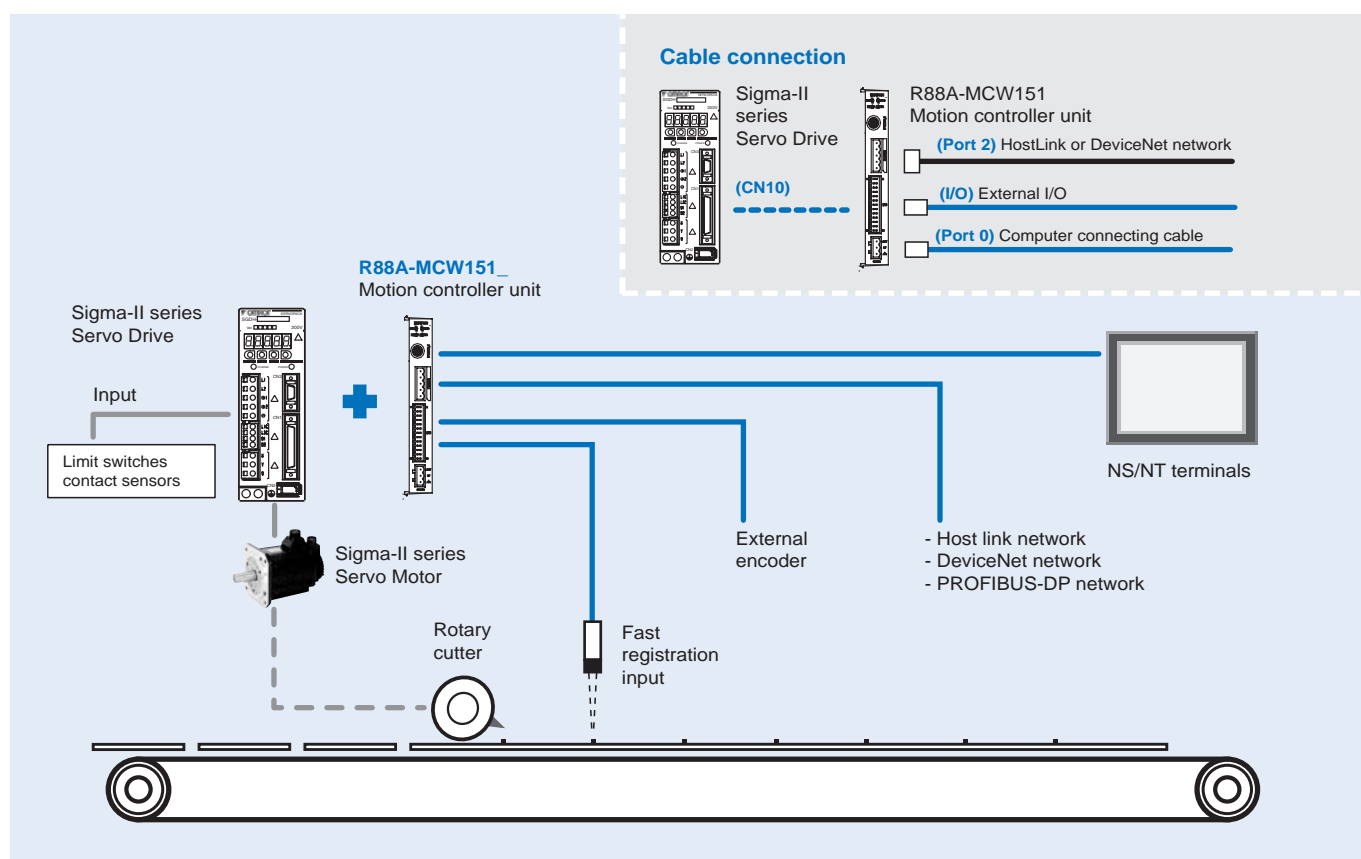 Cable connection
Sigma-II
series
Servo Drive
R88A-MCW151
Motion controller unit
(Port 2) HostLink or DeviceNet network
(CN10)
(I/O) External I/O
(Port 0) Computer connecting cable
R88A-MCW151_
Motion controller unit
Sigma-II series
Servo Drive
200V
Input
Limit switches
contact sensors
NS/NT terminals
External
encoder
- Host link network
- DeviceNet network
- PROFIBUS-DP network
Sigma-II series
Servo Motor
Rotary
cutter
Fast
registration
input